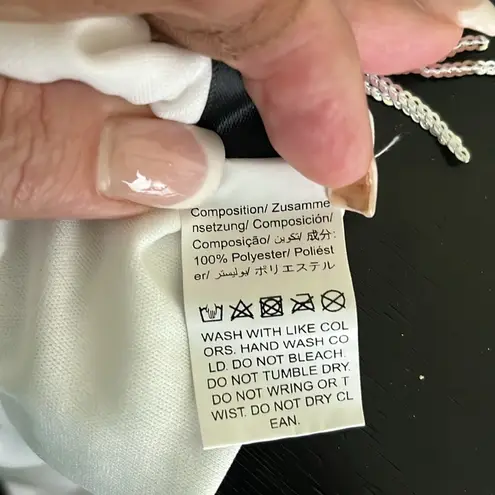 Composition/ Zusamme
nsetzung/ Composición/
Composição/ تكوين/ 成分:
100% Polyester/ Poliést
er/ بوليستر/ ポリエステル
WASH WITH LIKE COL
ORS. HAND WASH CO
LD. DO NOT BLEACH.
DO NOT TUMBLE DRY.
DO NOT WRING OR T
WIST. DO NOT DRY CL
EAN.